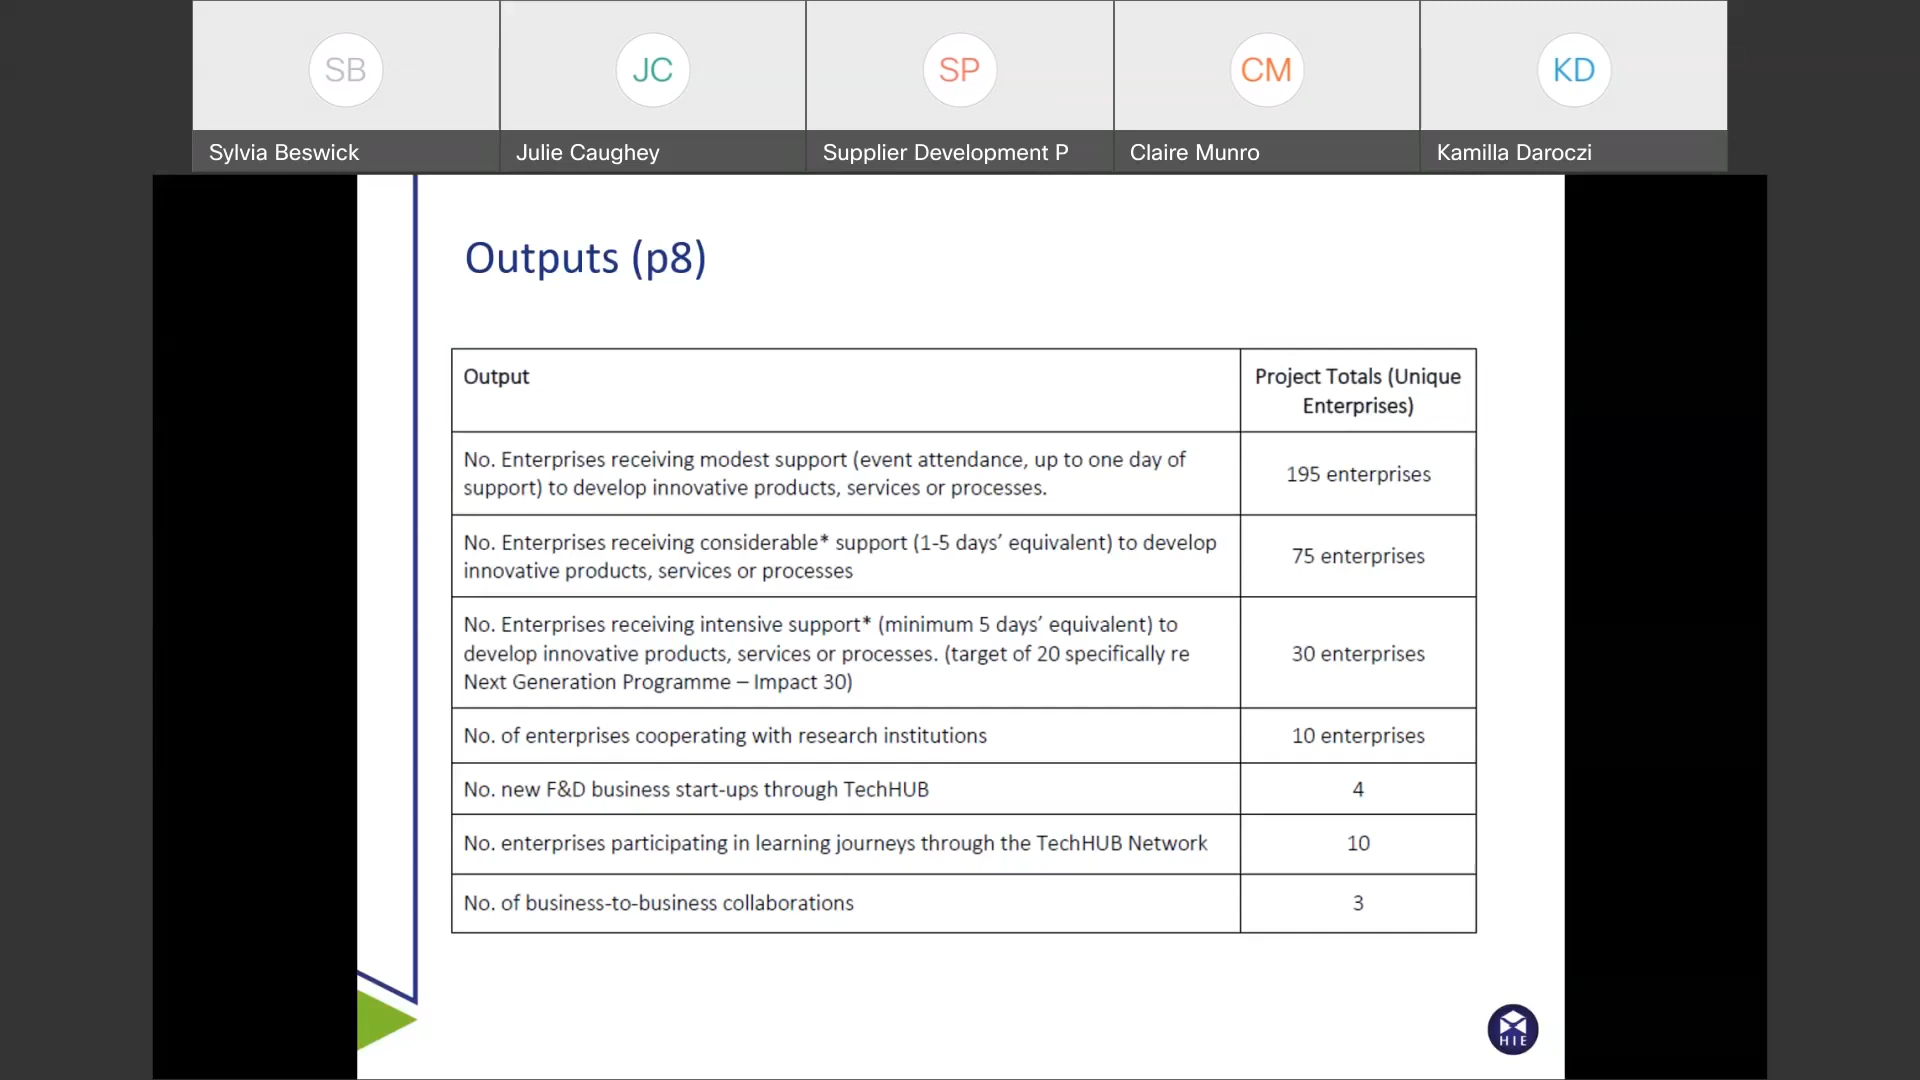 SB
JC
SP
CM
KD
Sylvia Beswick
Julie Caughey
Supplier Development P
Claire Munro
Kamilla Daroczi
Outputs (p8)
Output
Project Totals (Unique
Enterprises)
No. Enterprises receiving modest support (event attendance, up to one day of
support) to develop innovative products, services or processes.
195 enterprises
No. Enterprises receiving considerable* support (1-5 days’ equivalent) to develop
innovative products, services or processes
75 enterprises
No. Enterprises receiving intensive support* (minimum 5 days’ equivalent) to
develop innovative products, services or processes. (target of 20 specifically re
Next Generation Programme – Impact 30)
30 enterprises
No. of enterprises cooperating with research institutions
10 enterprises
No. new F&D business start-ups through TechHUB
4
No. enterprises participating in learning journeys through the TechHUB Network
10
No. of business-to-business collaborations
3
HIE